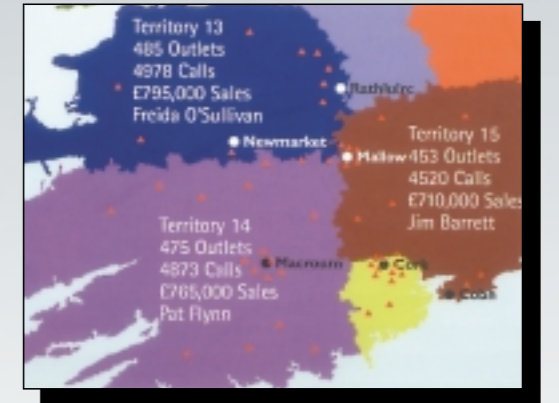 Territory 13
485 Outlets
4978 Calls
£795,000 Sales
Freida O'Sullivan
Rathluirc
Newmarket
Mallow
Territory 15
453 Outlets
4520 Calls
£710,000 Sales
Jim Barrett
Territory 14
475 Outlets
4873 Calls
£765,000 Sales
Pat Flynn
Macroom
Cork
Cobh